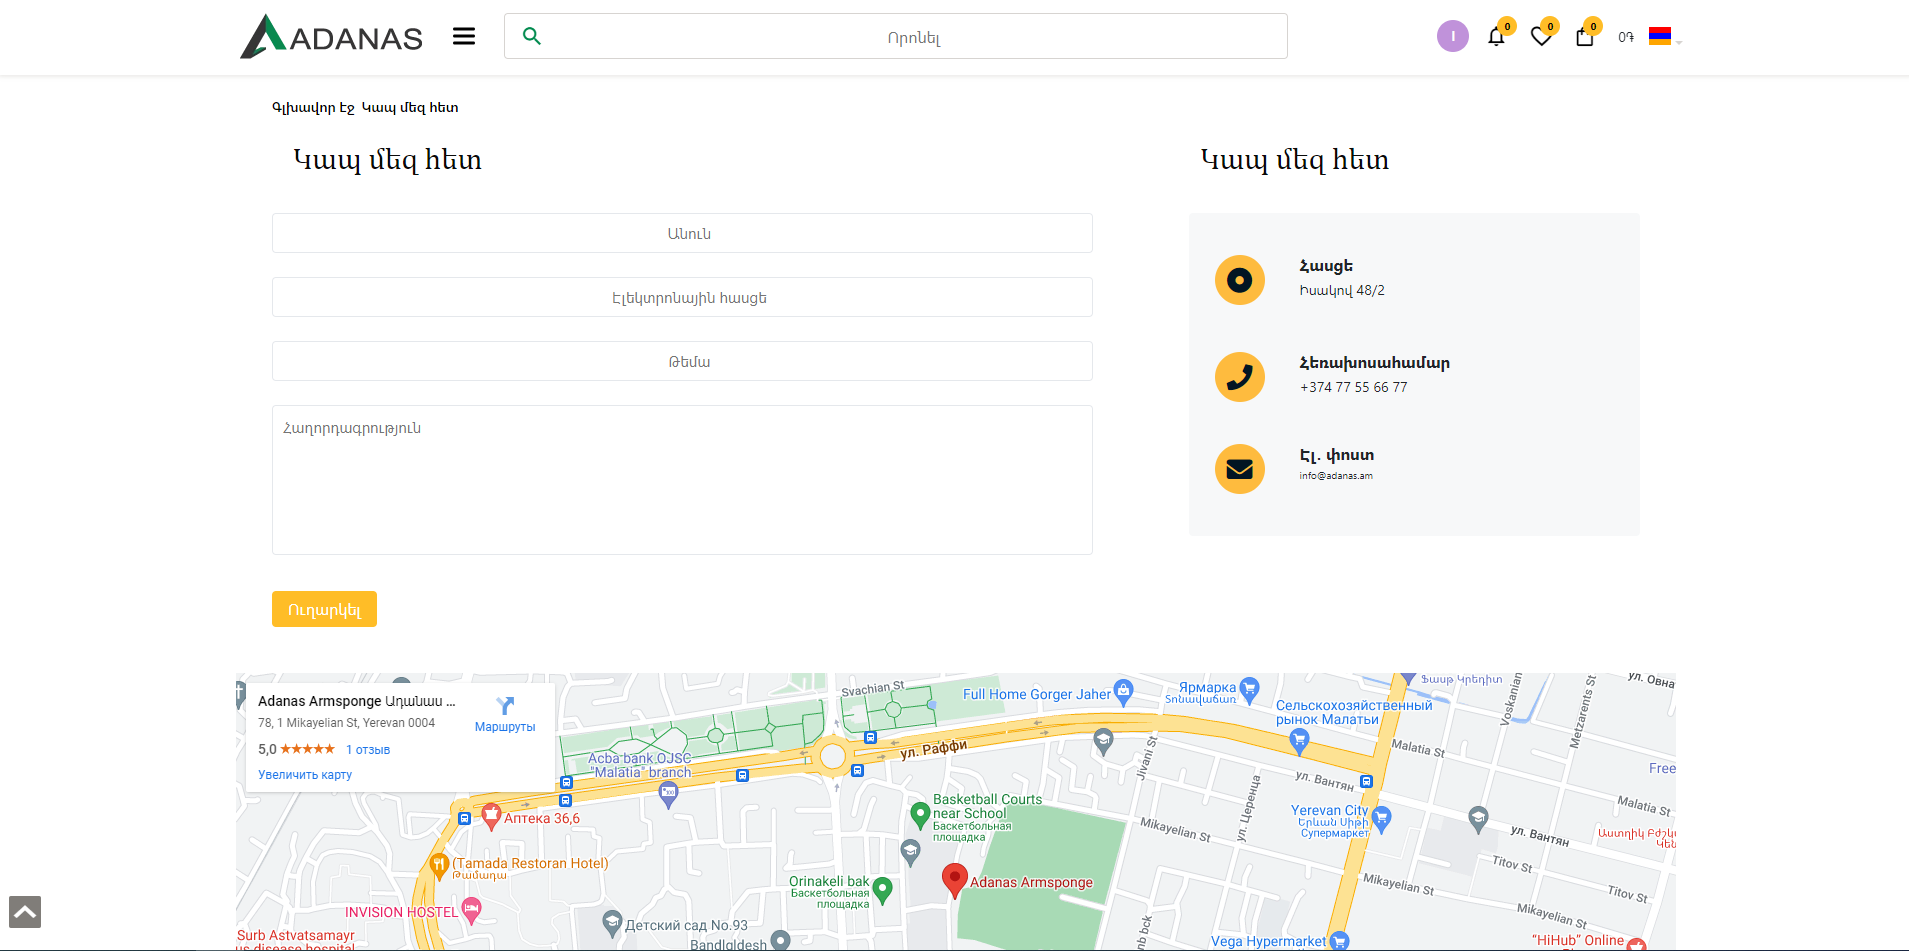 ADANAS
Որոնել
I
0
0
0
0֏
Գլխավոր էջ Կապ մեզ հետ
Կապ մեզ հետ
Անուն
Էլեկտրոնային հասցե
Թեմա
Հաղորդագրություն
Ուղարկել
Կապ մեզ հետ
Հասցե
Իսակով 48/2
Հեռախոսահամար
+374 77 55 66 77
Էլ. փոստ
info@adanas.am
Adanas Armsponge Ադանաս ...
78, 1 Mikayelian St, Yerevan 0004
5,0
1 отзыв
Увеличить карту
Маршруты
Svachian St
Full Home Gorger Jaher
Ярмарка
Տոնավաճառ
Ֆասթ Կրեդիտ
ул. Овна
Сельскохозяйственный
рынок Малатьи
Voskanian
Metzarents St
Acba bank OJSC
"Malatia" branch
ул. Раффи
Jivani St
Malatia St
Free
ул. Вантян
ул. Церенца
Basketball Courts
near School
Баскетбольная
площадка
Yerevan City
Երևան Սիթի
Супермаркет
Malatia St
Аптека 36,6
Mikayelian St
ул. Вантян
Աստղիկ Բժշկ
Կեն
(Tamada Restoran Hotel)
Թամադա
Titov St
Orinakeli bak
Баскетбольная
площадка
Adanas Armsponge
Mikayelian St
Titov St
INVISION HOSTEL
Детский сад No.93
Mikayelian St
nb bck
Surb Astvatsamayr
us disease hospital
Bandlgldesh
Vega Hypermarket
"HiHub" Online